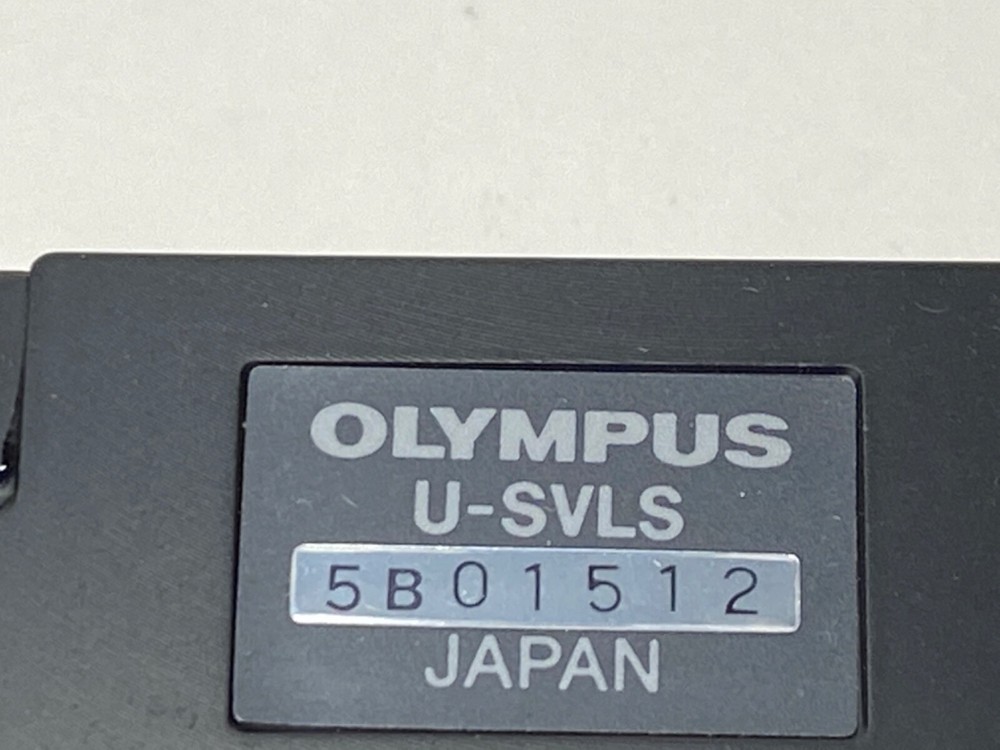 OLYMPUS
U-SVLS
5B01512
JAPAN